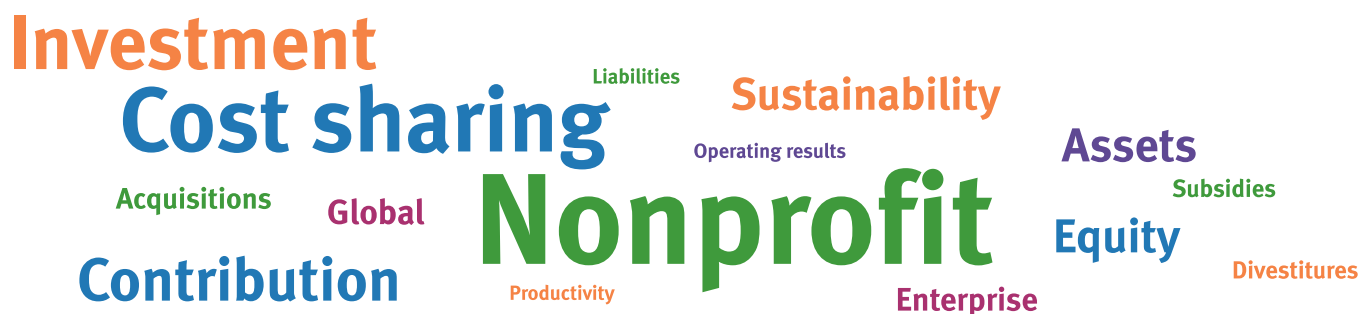 Investment
Liabilities
Cost sharing
Sustainability
Operating results
Assets
Acquisitions
Global
Nonprofit
Subsidies
Equity
Contribution
Productivity
Enterprise
Divestitures